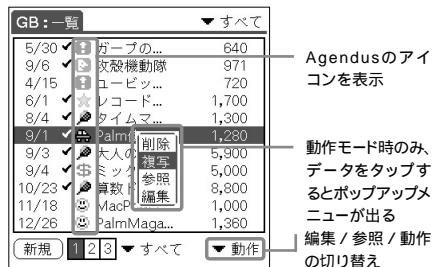 GB:一覧
▼ すべて
5/30 ガープの... 640
9/6 攻殻機動隊 971
4/15 ユービッ... 720
6/1 レコード... 1,700
8/4 タイムマ... 1,300
9/1 Palm 1,280
9/3 大人の 5,900
9/4 ミック 5,000
10/23 算数ド 8,800
11/18 MacP 1,000
12/26 PalmMaga... 1,360
削除
複写
参照
編集
新規 1 2 3 ▼ すべて ▼ 動作
Agendusのアイ
コンを表示
動作モード時のみ、
データをタップす
るとポップアップメ
ニューが出る
編集 / 参照 / 動作
の切り替え